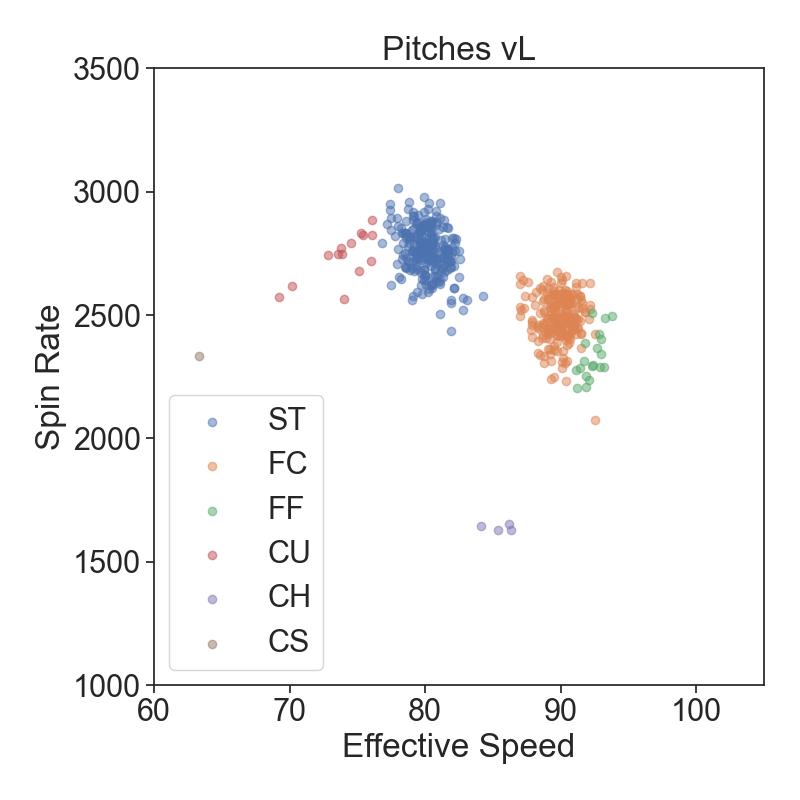 Pitches vL
Spin Rate
3500
3000
2500
2000
1500
1000
ST
FC
FF
CU
CH
CS
60 70 80 90 100
Effective Speed